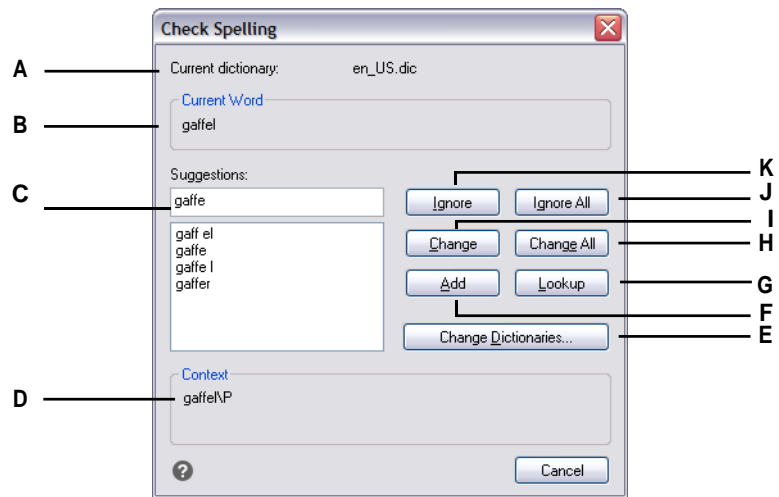 Check Spelling
A Current dictionary: en_US.dic
Current Word
B gaffel
K
Suggestions:
C gaffe Ignore Ignore All J
I
gaff el Change Change All H
gaffe
gaffe l
gaffer Add Lookup G
F
Change Dictionaries... E
Context
D gaffel\P
? Cancel